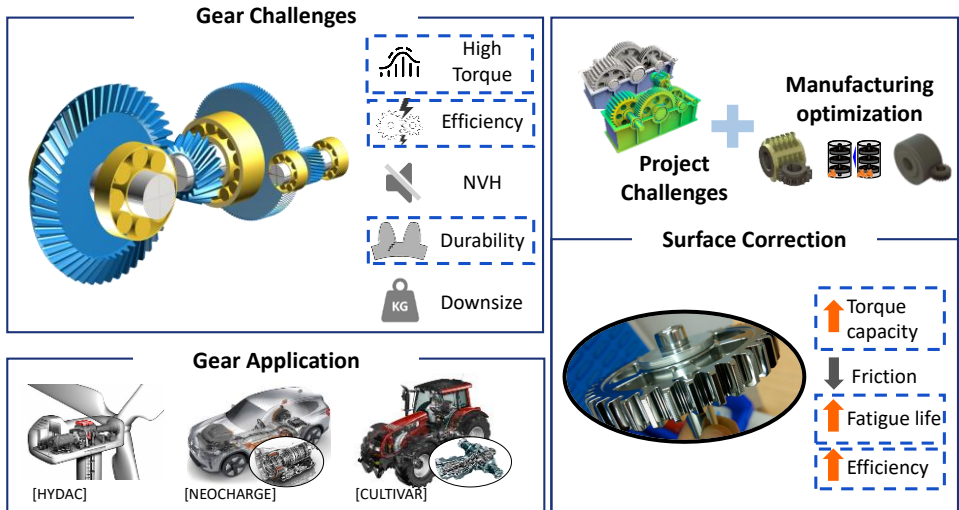 Gear Challenges
High
Torque
Efficiency
NVH
Durability
KG
Downsize
Project
Challenges
Manufacturing
optimization
Surface Correction
Torque
capacity
Friction
Fatigue life
Efficiency
Gear Application
[HYDAC]
[NEOCHARGE]
[CULTIVAR]